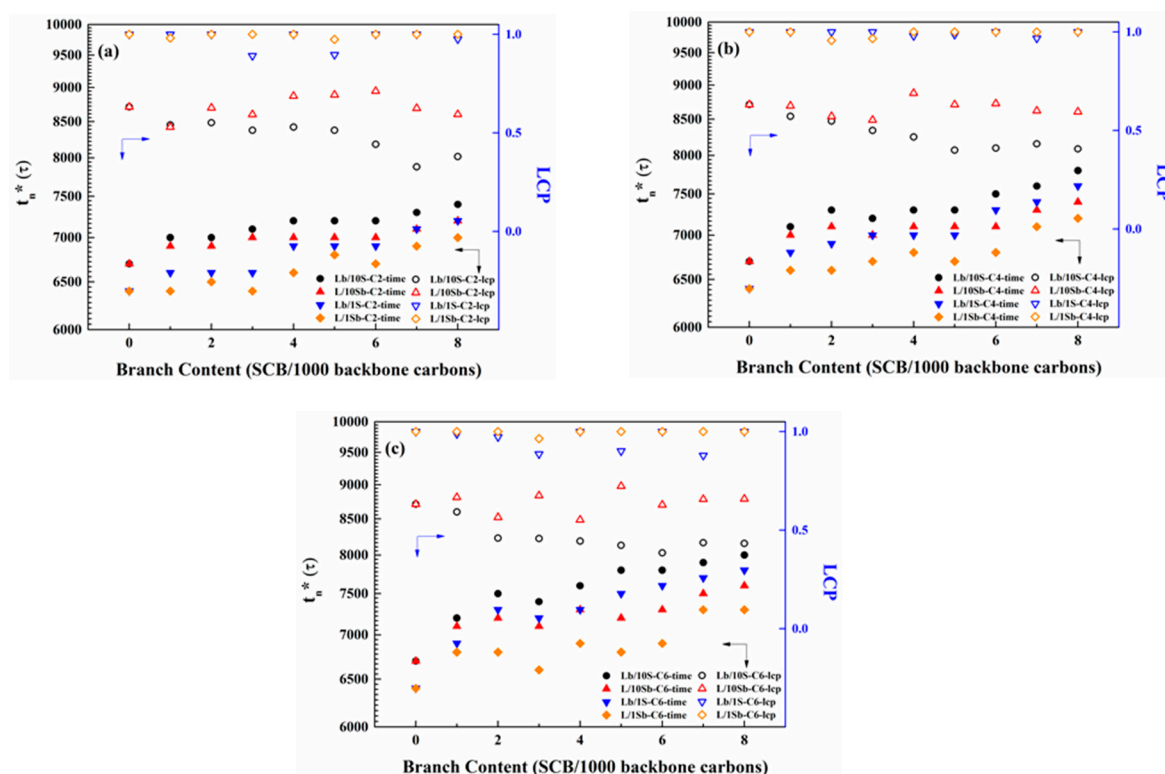 (a)
10000
9500
9000
8500
8000
7500
7000
6500
6000
tn* (τ)
1.0
0.5
0.0
LCP
Lb/10S-C2-time
L/10Sb-C2-time
Lb/1S-C2-time
L/1Sb-C2-time
Lb/10S-C2-lcp
L/10Sb-C2-lcp
Lb/1S-C2-lcp
L/1Sb-C2-lcp
0 2 4 6 8
Branch Content (SCB/1000 backbone carbons)
(b)
10000
9500
9000
8500
8000
7500
7000
6500
6000
tn* (τ)
1.0
0.5
0.0
LCP
Lb/10S-C4-time
L/10Sb-C4-time
Lb/1S-C4-time
L/1Sb-C4-time
Lb/10S-C4-lcp
L/10Sb-C4-lcp
Lb/1S-C4-lcp
L/1Sb-C4-lcp
0 2 4 6 8
Branch Content (SCB/1000 backbone carbons)
(c)
10000
9500
9000
8500
8000
7500
7000
6500
6000
tn* (τ)
1.0
0.5
0.0
LCP
Lb/10S-C6-time
L/10Sb-C6-time
Lb/1S-C6-time
L/1Sb-C6-time
Lb/10S-C6-lcp
L/10Sb-C6-lcp
Lb/1S-C6-lcp
L/1Sb-C6-lcp
0 2 4 6 8
Branch Content (SCB/1000 backbone carbons)